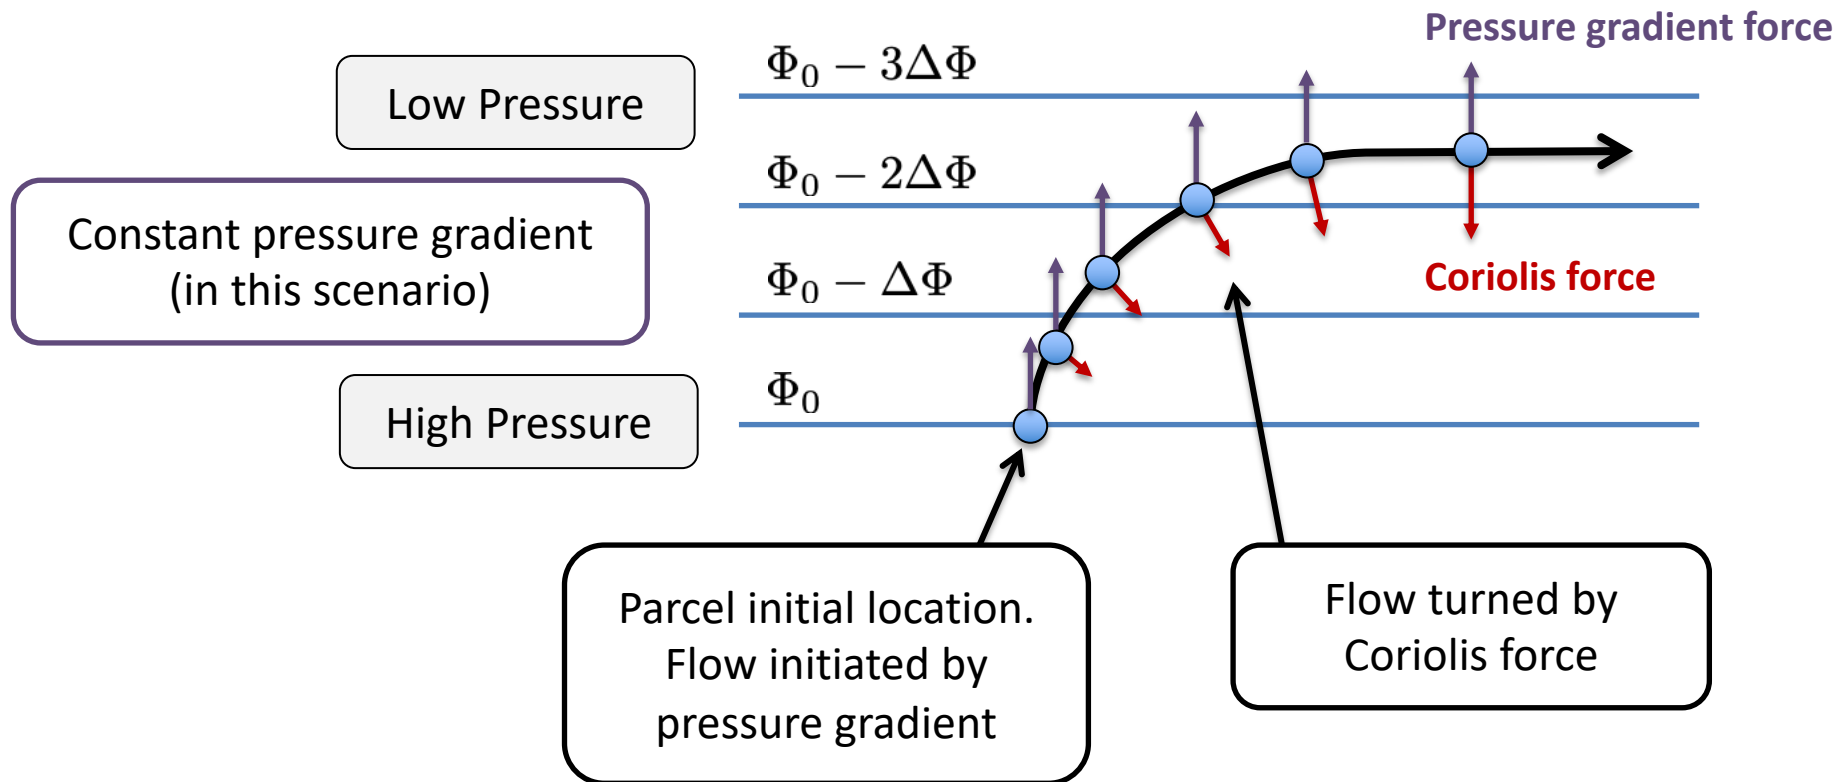 Pressure gradient force
Φ₀ − 3ΔΦ
Low Pressure
Φ₀ − 2ΔΦ
Constant pressure gradient
(in this scenario)
Φ₀ − ΔΦ
Coriolis force
Φ₀
High Pressure
Parcel initial location.
Flow initiated by
pressure gradient
Flow turned by
Coriolis force